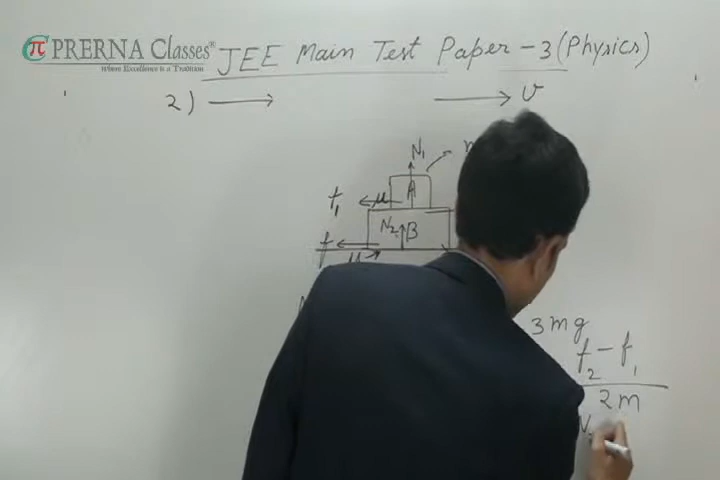 PRERNA Classes®
Where Excellence is a Tradition
JEE Main Test Paper - 3 (Physics)
2) v
N₁
f₁ μ A
N₂ B
f
μ
3mg
f₂ - f₁
2m